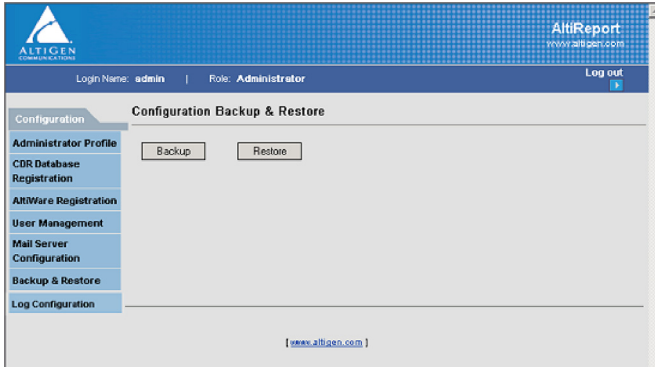 ALTIGEN
COMMUNICATIONS
AltiReport
www.altigen.com
Login Name: admin | Role: Administrator
Log out
Configuration
Configuration Backup & Restore
Administrator Profile
CDR Database
Registration
AltiWare Registration
User Management
Mail Server
Configuration
Backup & Restore
Log Configuration
Backup
Restore
[ www.altigen.com ]